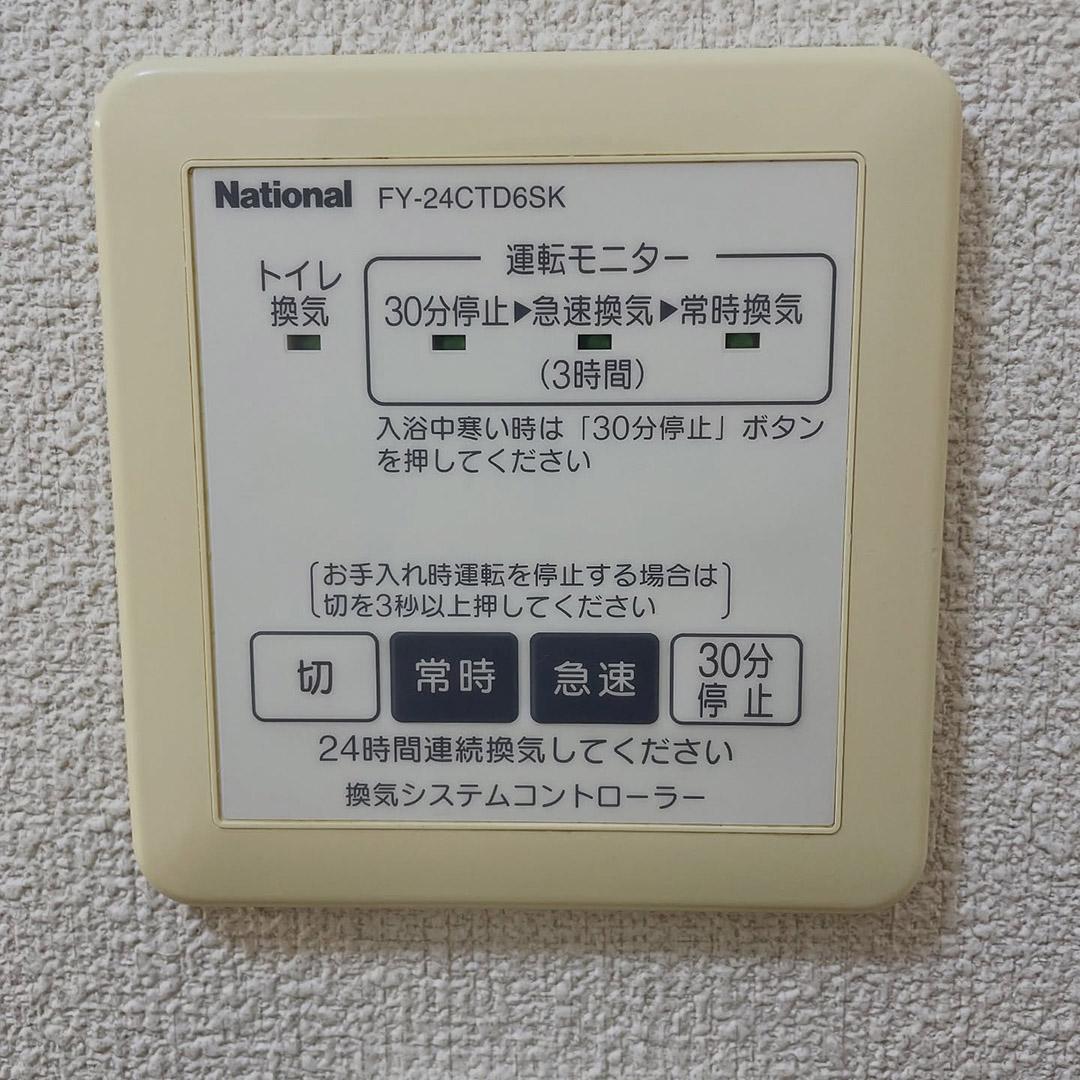 National FY-24CTD6SK
運転モニター
トイレ
換気
30分停止▶急速換気▶常時換気
(3時間)
入浴中寒い時は「30分停止」ボタン
を押してください
お手入れ時運転を停止する場合は
切を3秒以上押してください
切 常時 急速 30分
停止
24時間連続換気してください
換気システムコントローラー